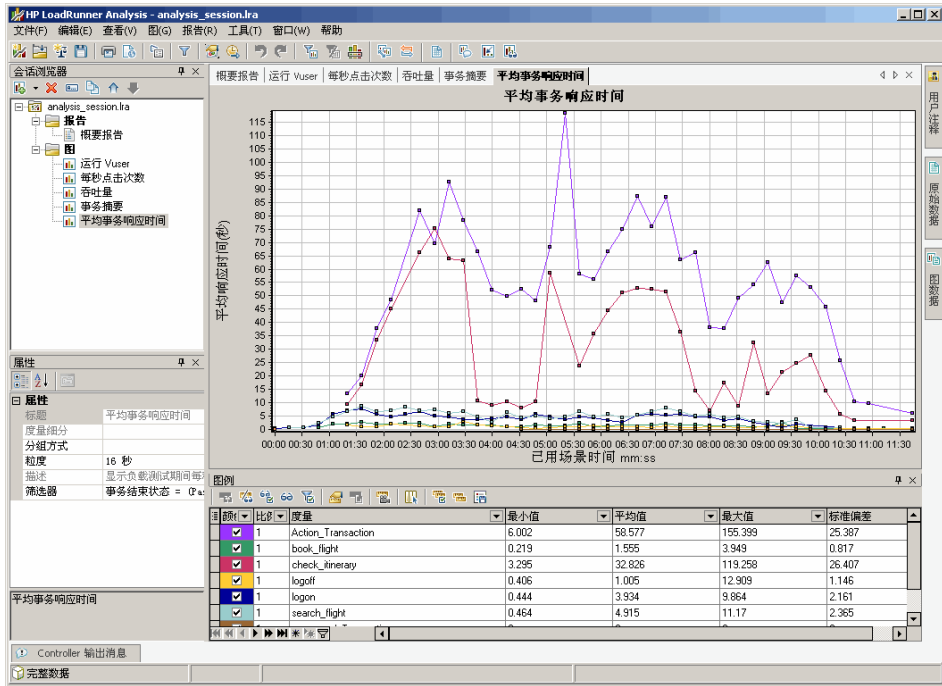 HP LoadRunner Analysis - analysis_session.lra
文件(F) 编辑(E) 查看(V) 图(G) 报告(R) 工具(T) 窗口(W) 帮助
会话浏览器
analysis_session.lra
报告
概要报告
图
运行 Vuser
每秒点击次数
吞吐量
事务摘要
平均事务响应时间
属性
属性
标题 平均事务响应时间
度量细分
分组方式
粒度 16 秒
描述 显示负载测试期间每
筛选器 事务结束状态 = (Pa
平均事务响应时间
概要报告 运行 Vuser 每秒点击次数 吞吐量 事务摘要 平均事务响应时间
平均事务响应时间
平均响应时间(秒)
115
110
105
100
95
90
85
80
75
70
65
60
55
50
45
40
35
30
25
20
15
10
5
0
00:00 00:30 01:00 01:30 02:00 02:30 03:00 03:30 04:00 04:30 05:00 05:30 06:00 06:30 07:00 07:30 08:00 08:30 09:00 09:30 10:00 10:30 11:00 11:30
已用场景时间 mm:ss
用户注释
原始数据
图数据
图例
颜 比例 度量 最小值 平均值 最大值 标准偏差
1 Action_Transaction 6.002 58.577 155.399 25.387
1 book_flight 0.219 1.555 3.949 0.817
1 check_itinerary 3.295 32.826 119.258 26.407
1 logoff 0.406 1.005 12.909 1.146
1 logon 0.444 3.934 9.864 2.161
1 search_flight 0.464 4.915 11.17 2.365
Controller 输出消息
完整数据